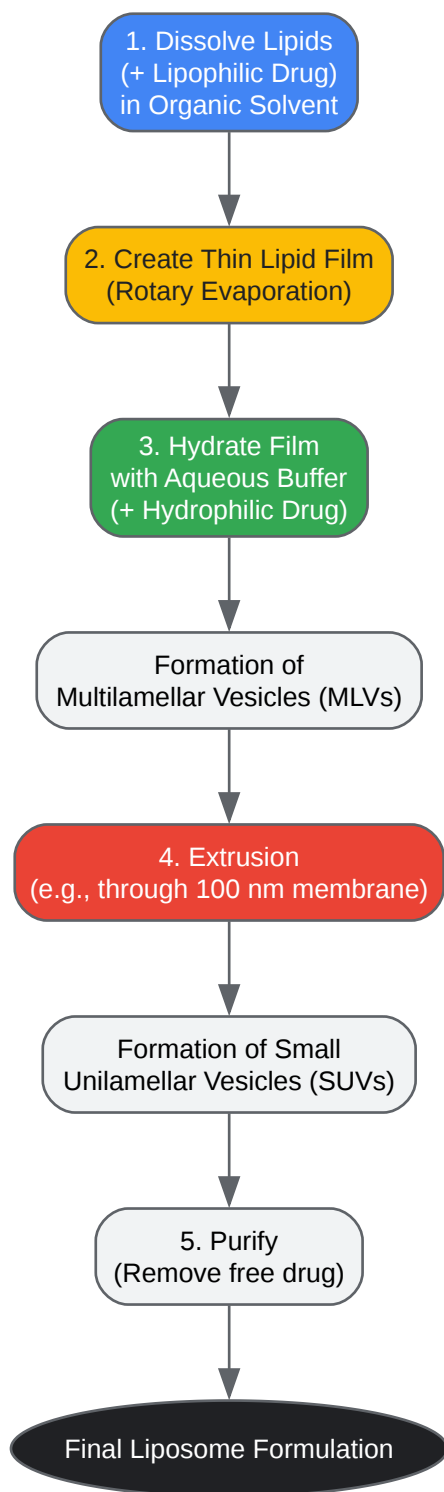 1. Dissolve Lipids
(+ Lipophilic Drug)
in Organic Solvent
2. Create Thin Lipid Film
(Rotary Evaporation)
3. Hydrate Film
with Aqueous Buffer
(+ Hydrophilic Drug)
Formation of
Multilamellar Vesicles (MLVs)
4. Extrusion
(e.g., through 100 nm membrane)
Formation of Small
Unilamellar Vesicles (SUVs)
5. Purify
(Remove free drug)
Final Liposome Formulation